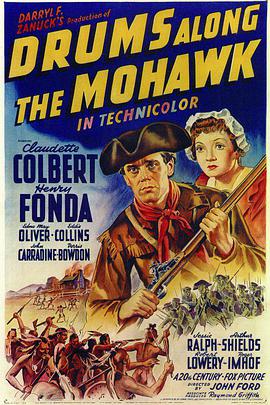 DARRYL F.
ZANUCK'S Production of
DRUMS ALONG
THE MOHAWK
IN TECHNICOLOR
Claudette
COLBERT
Henry
FONDA
Edna May Eddie
OLIVER · COLLINS
John Dorris
CARRADINE · BOWDON
Jessie Arthur
RALPH · SHIELDS
Robert Roger
LOWERY · IMHOF
A 20th CENTURY-FOX PICTURE
DIRECTED BY JOHN FORD
Raymond Griffith